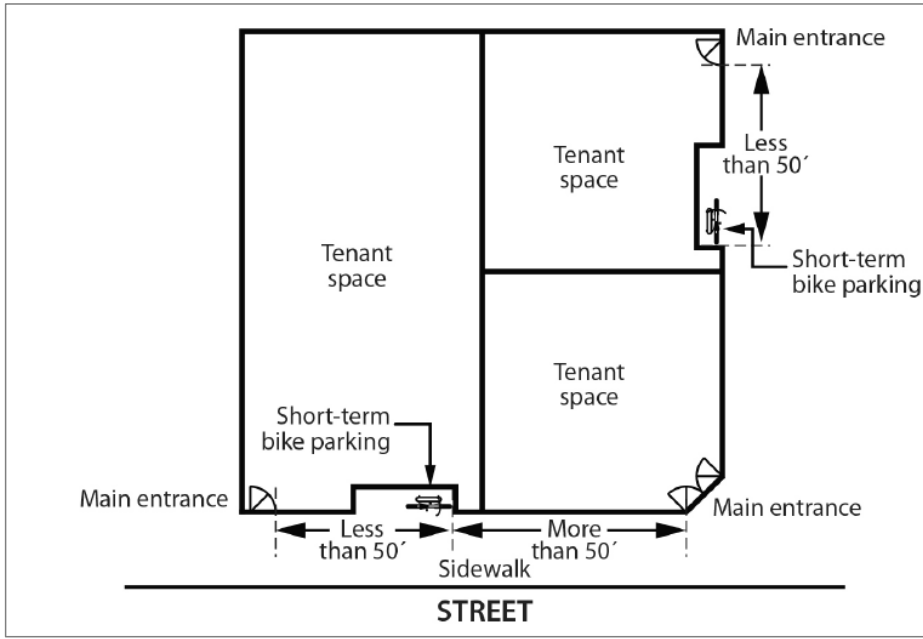 Main entrance
Less
than 50´
Tenant
space
Short-term
bike parking
Tenant
space
Tenant
space
Short-term
bike parking
Main entrance
Main entrance
Less
than 50´
More
than 50´
Sidewalk
STREET